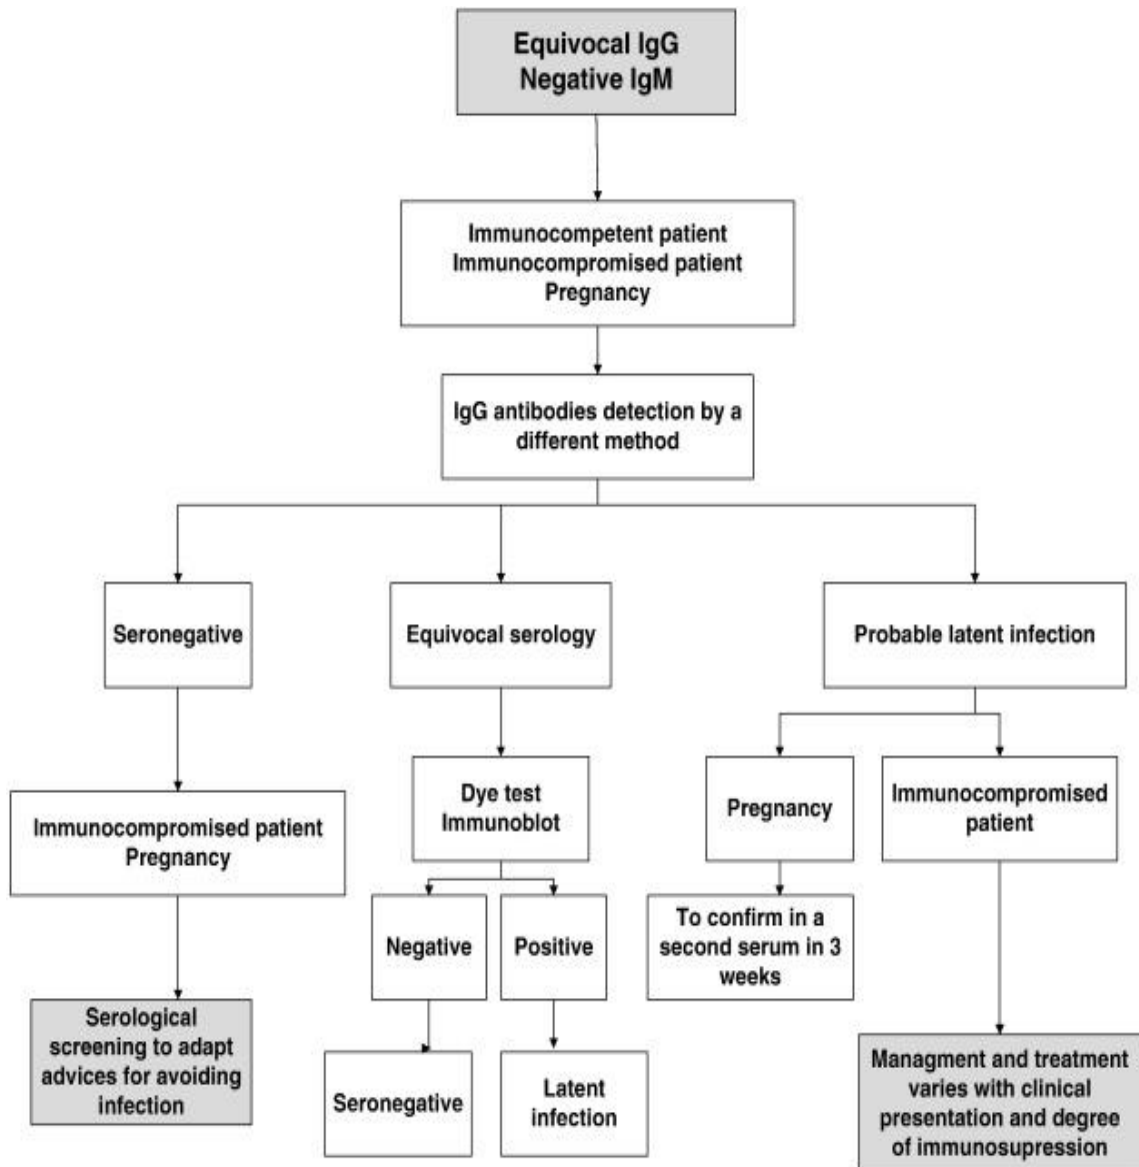 Equivocal IgG
Negative IgM
Immunocompetent patient
Immunocompromised patient
Pregnancy
IgG antibodies detection by a
different method
Seronegative
Equivocal serology
Probable latent infection
Immunocompromised patient
Pregnancy
Dye test
Immunoblot
Pregnancy
Immunocompromised
patient
Negative
Positive
To confirm in a
second serum in 3
weeks
Serological
screening to adapt
advices for avoiding
infection
Seronegative
Latent
infection
Managment and treatment
varies with clinical
presentation and degree
of immunosupression